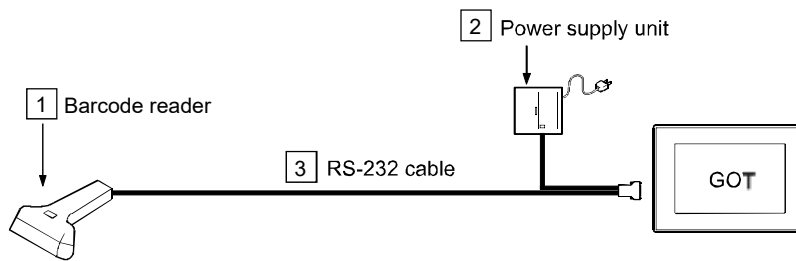 2 Power supply unit
1 Barcode reader
3 RS-232 cable
GOT